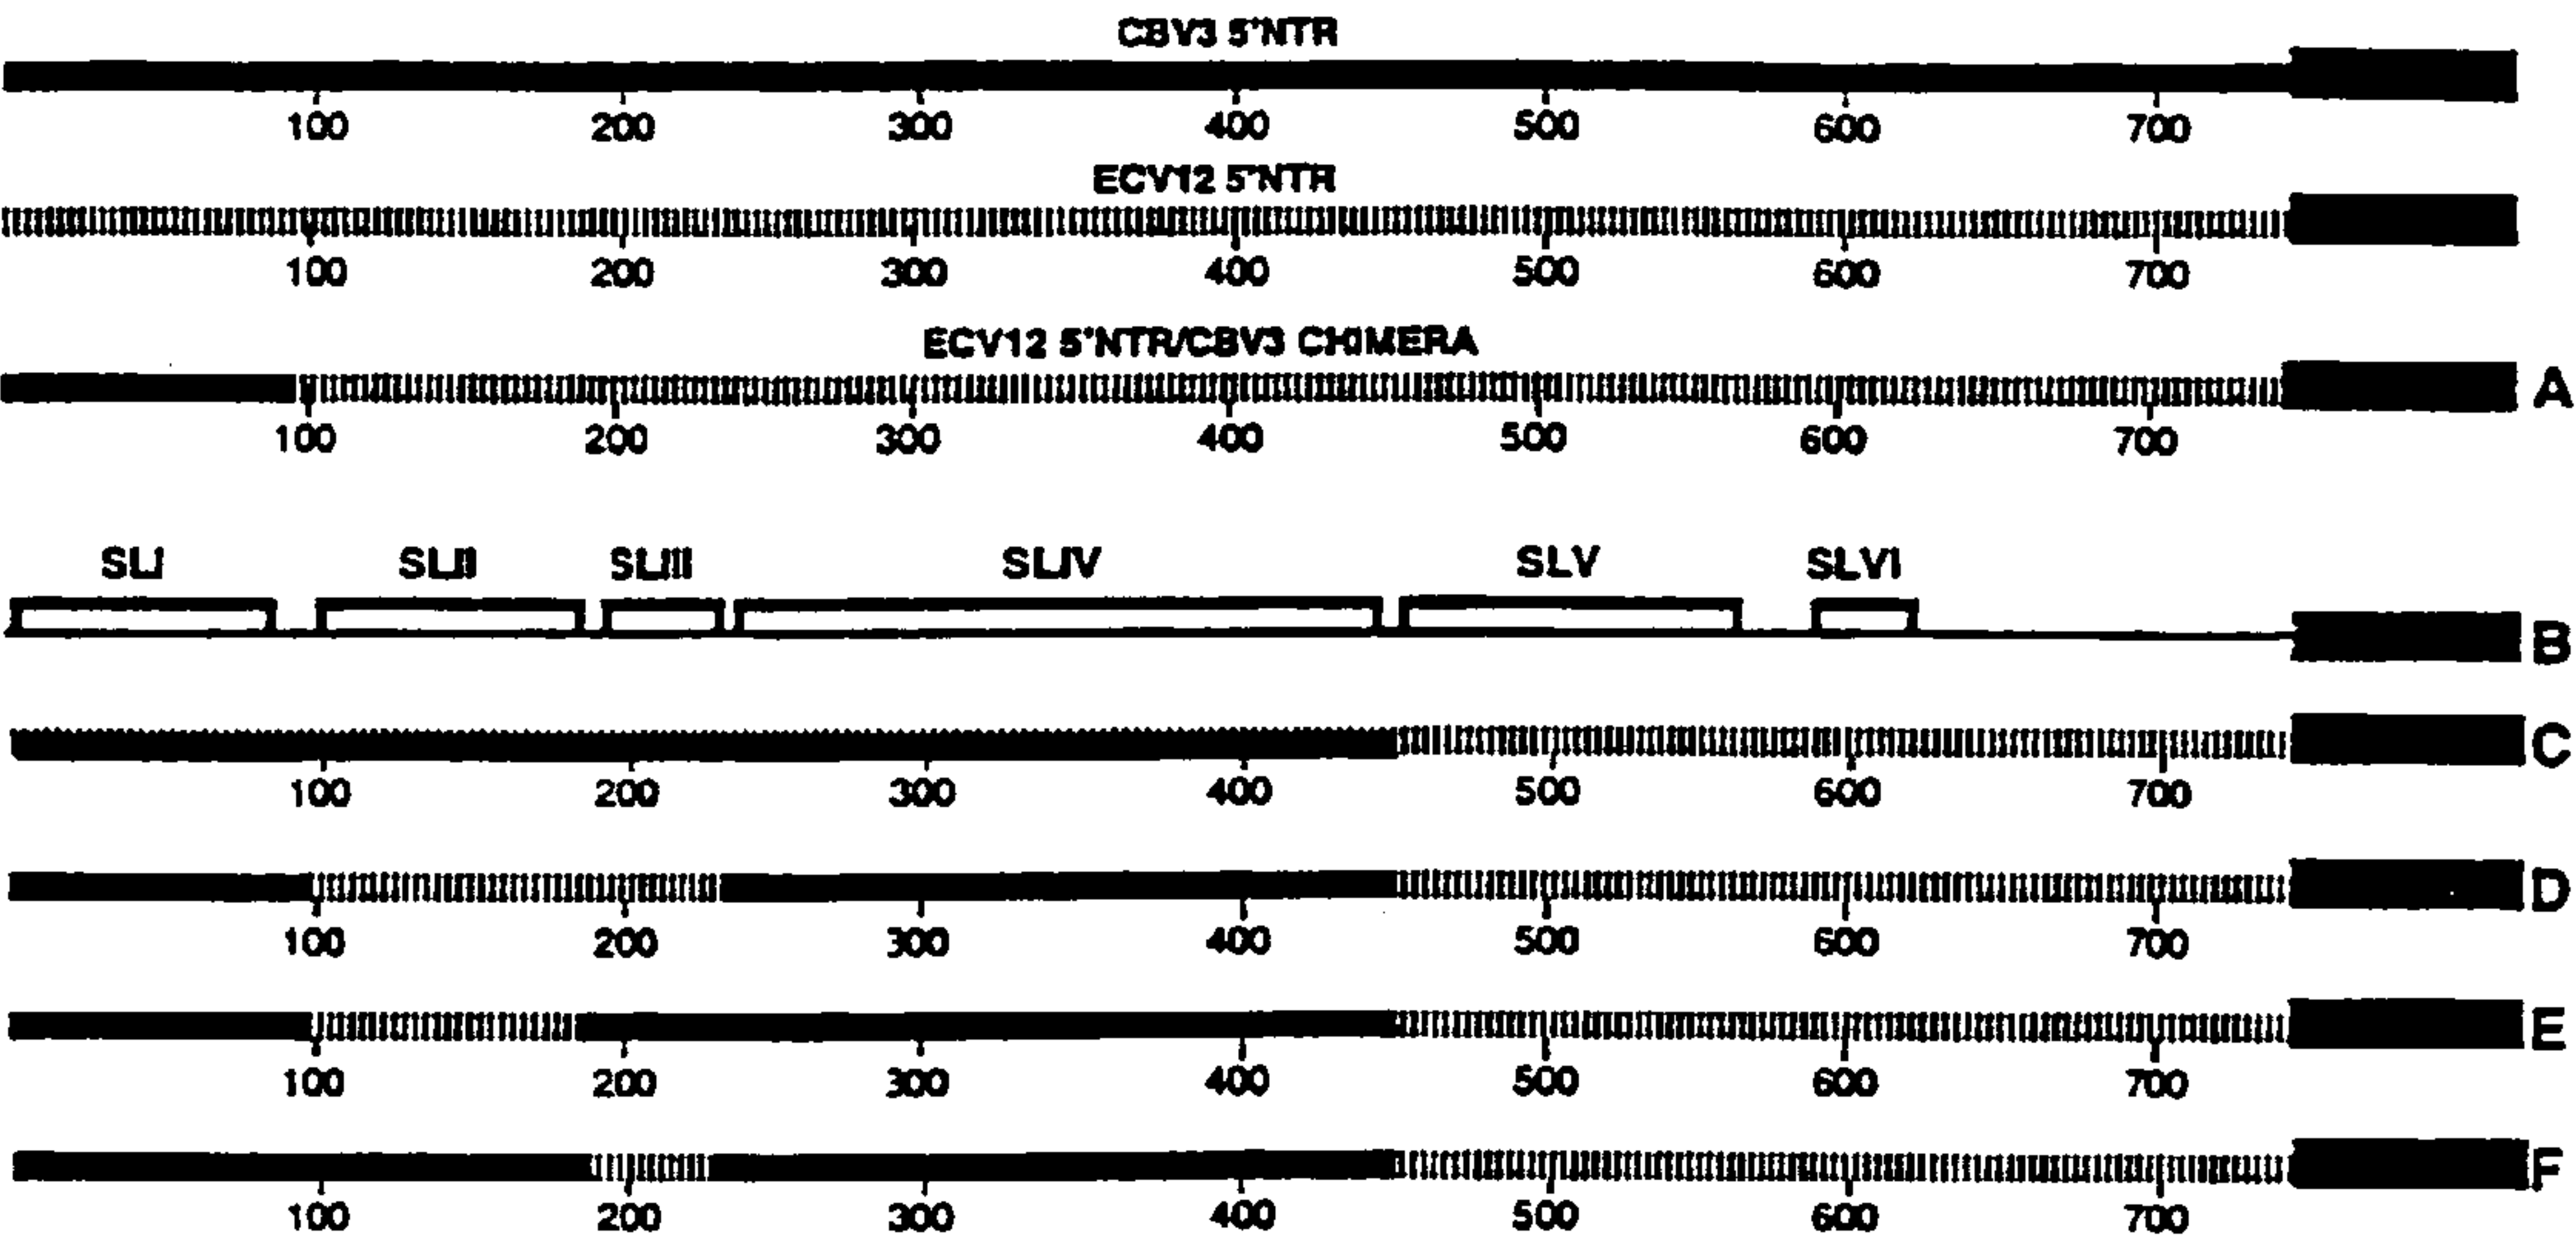 CBV3 5'NTR
100 200 300 400 500 600 700
ECV12 5'NTR
100 200 300 400 500 600 700
ECV12 5'NTR/CBV3 CHIMERA
A
100 200 300 400 500 600 700
SLI SLII SLIII SLIV SLV SLVI
B
C
100 200 300 400 500 600 700
D
100 200 300 400 500 600 700
E
100 200 300 400 500 600 700
F
100 200 300 400 500 600 700